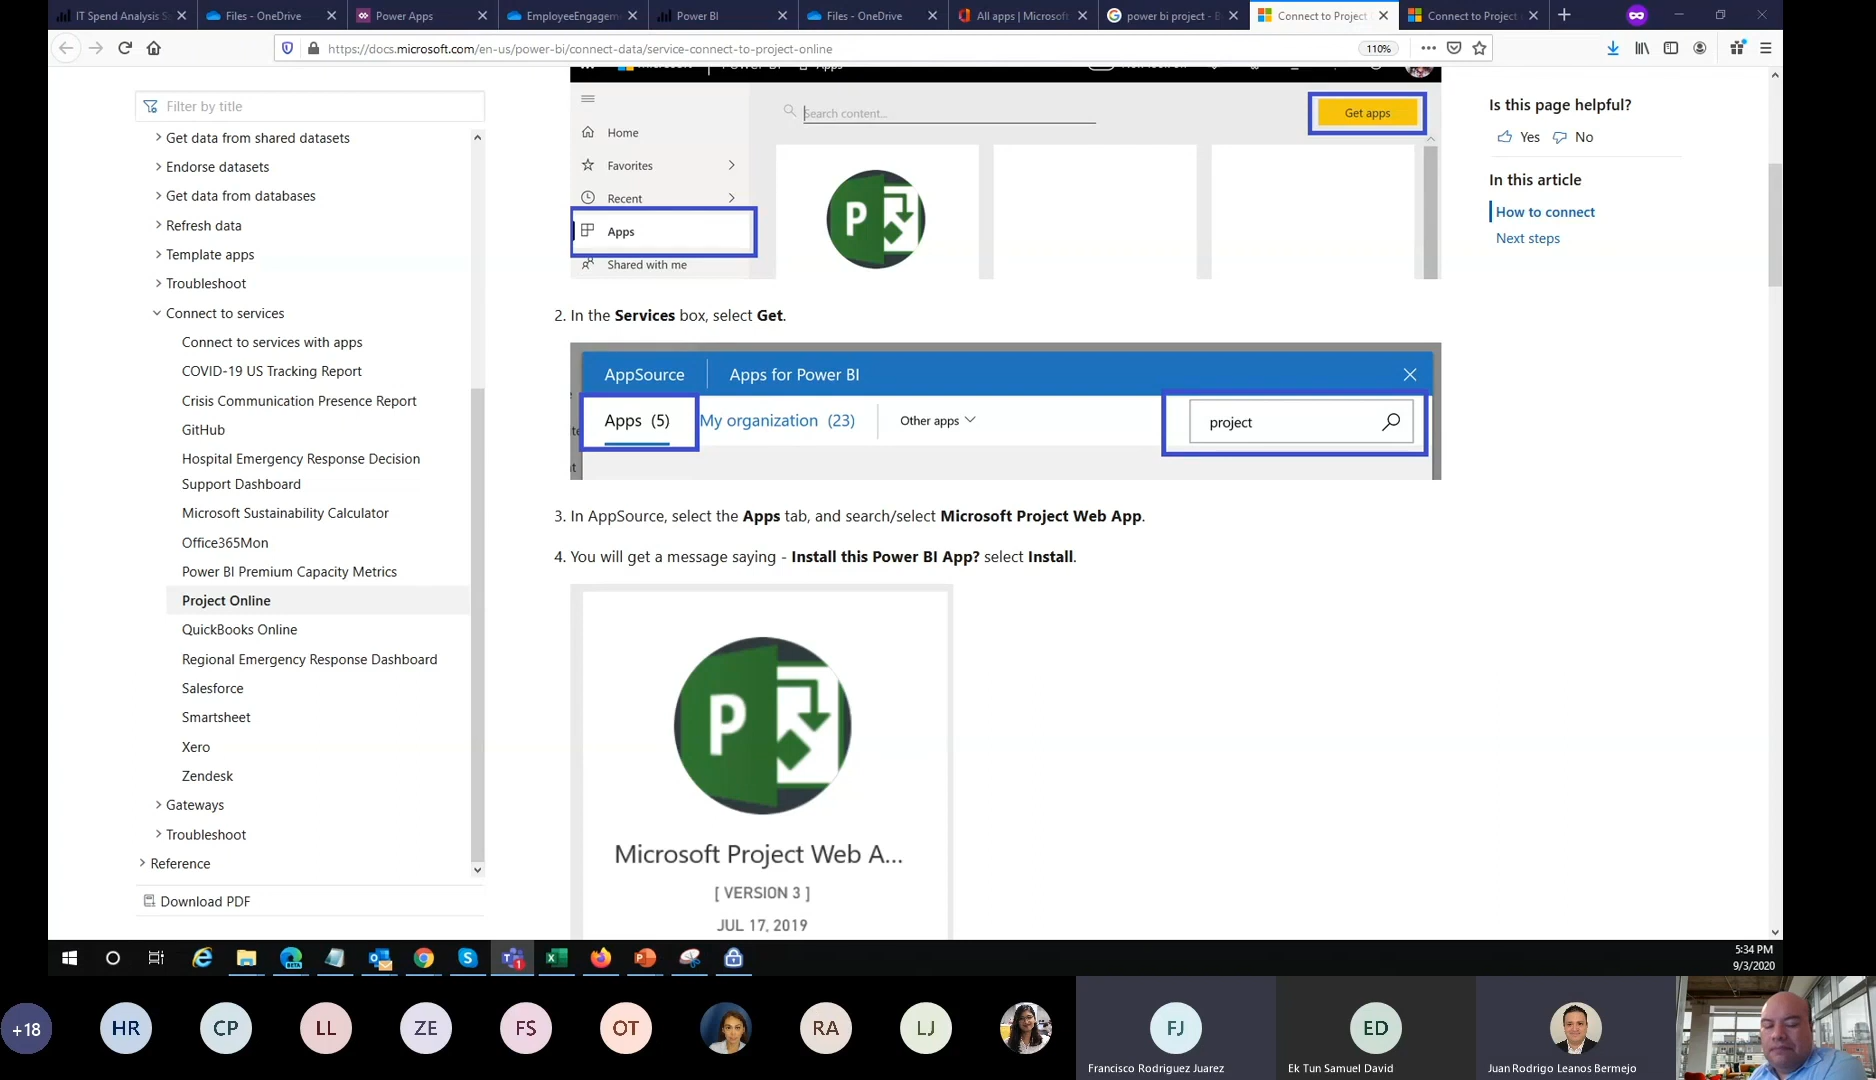 IT Spend Analysis S
Files - OneDrive
Power Apps
EmployeeEngagem
Power BI
Files - OneDrive
All apps | Microsof
power bi project - B
Connect to Project
Connect to Project
https://docs.microsoft.com/en-us/power-bi/connect-data/service-connect-to-project-online
110%
Filter by title
Get data from shared datasets
Endorse datasets
Get data from databases
Refresh data
Template apps
Troubleshoot
Connect to services
Connect to services with apps
COVID-19 US Tracking Report
Crisis Communication Presence Report
GitHub
Hospital Emergency Response Decision
Support Dashboard
Microsoft Sustainability Calculator
Office365Mon
Power BI Premium Capacity Metrics
Project Online
QuickBooks Online
Regional Emergency Response Dashboard
Salesforce
Smartsheet
Xero
Zendesk
Gateways
Troubleshoot
Reference
Download PDF
Search content...
Get apps
Home
Favorites
Recent
Apps
Shared with me
P
2. In the Services box, select Get.
AppSource
Apps for Power BI
Apps (5)
My organization (23)
Other apps
project
3. In AppSource, select the Apps tab, and search/select Microsoft Project Web App.
4. You will get a message saying - Install this Power BI App? select Install.
P
Microsoft Project Web A...
[ VERSION 3 ]
JUL 17, 2019
Is this page helpful?
Yes
No
In this article
How to connect
Next steps
5:34 PM
9/3/2020
+18
HR
CP
LL
ZE
FS
OT
RA
LJ
FJ
Francisco Rodriguez Juarez
ED
Ek Tun Samuel David
Juan Rodrigo Leanos Bermejo